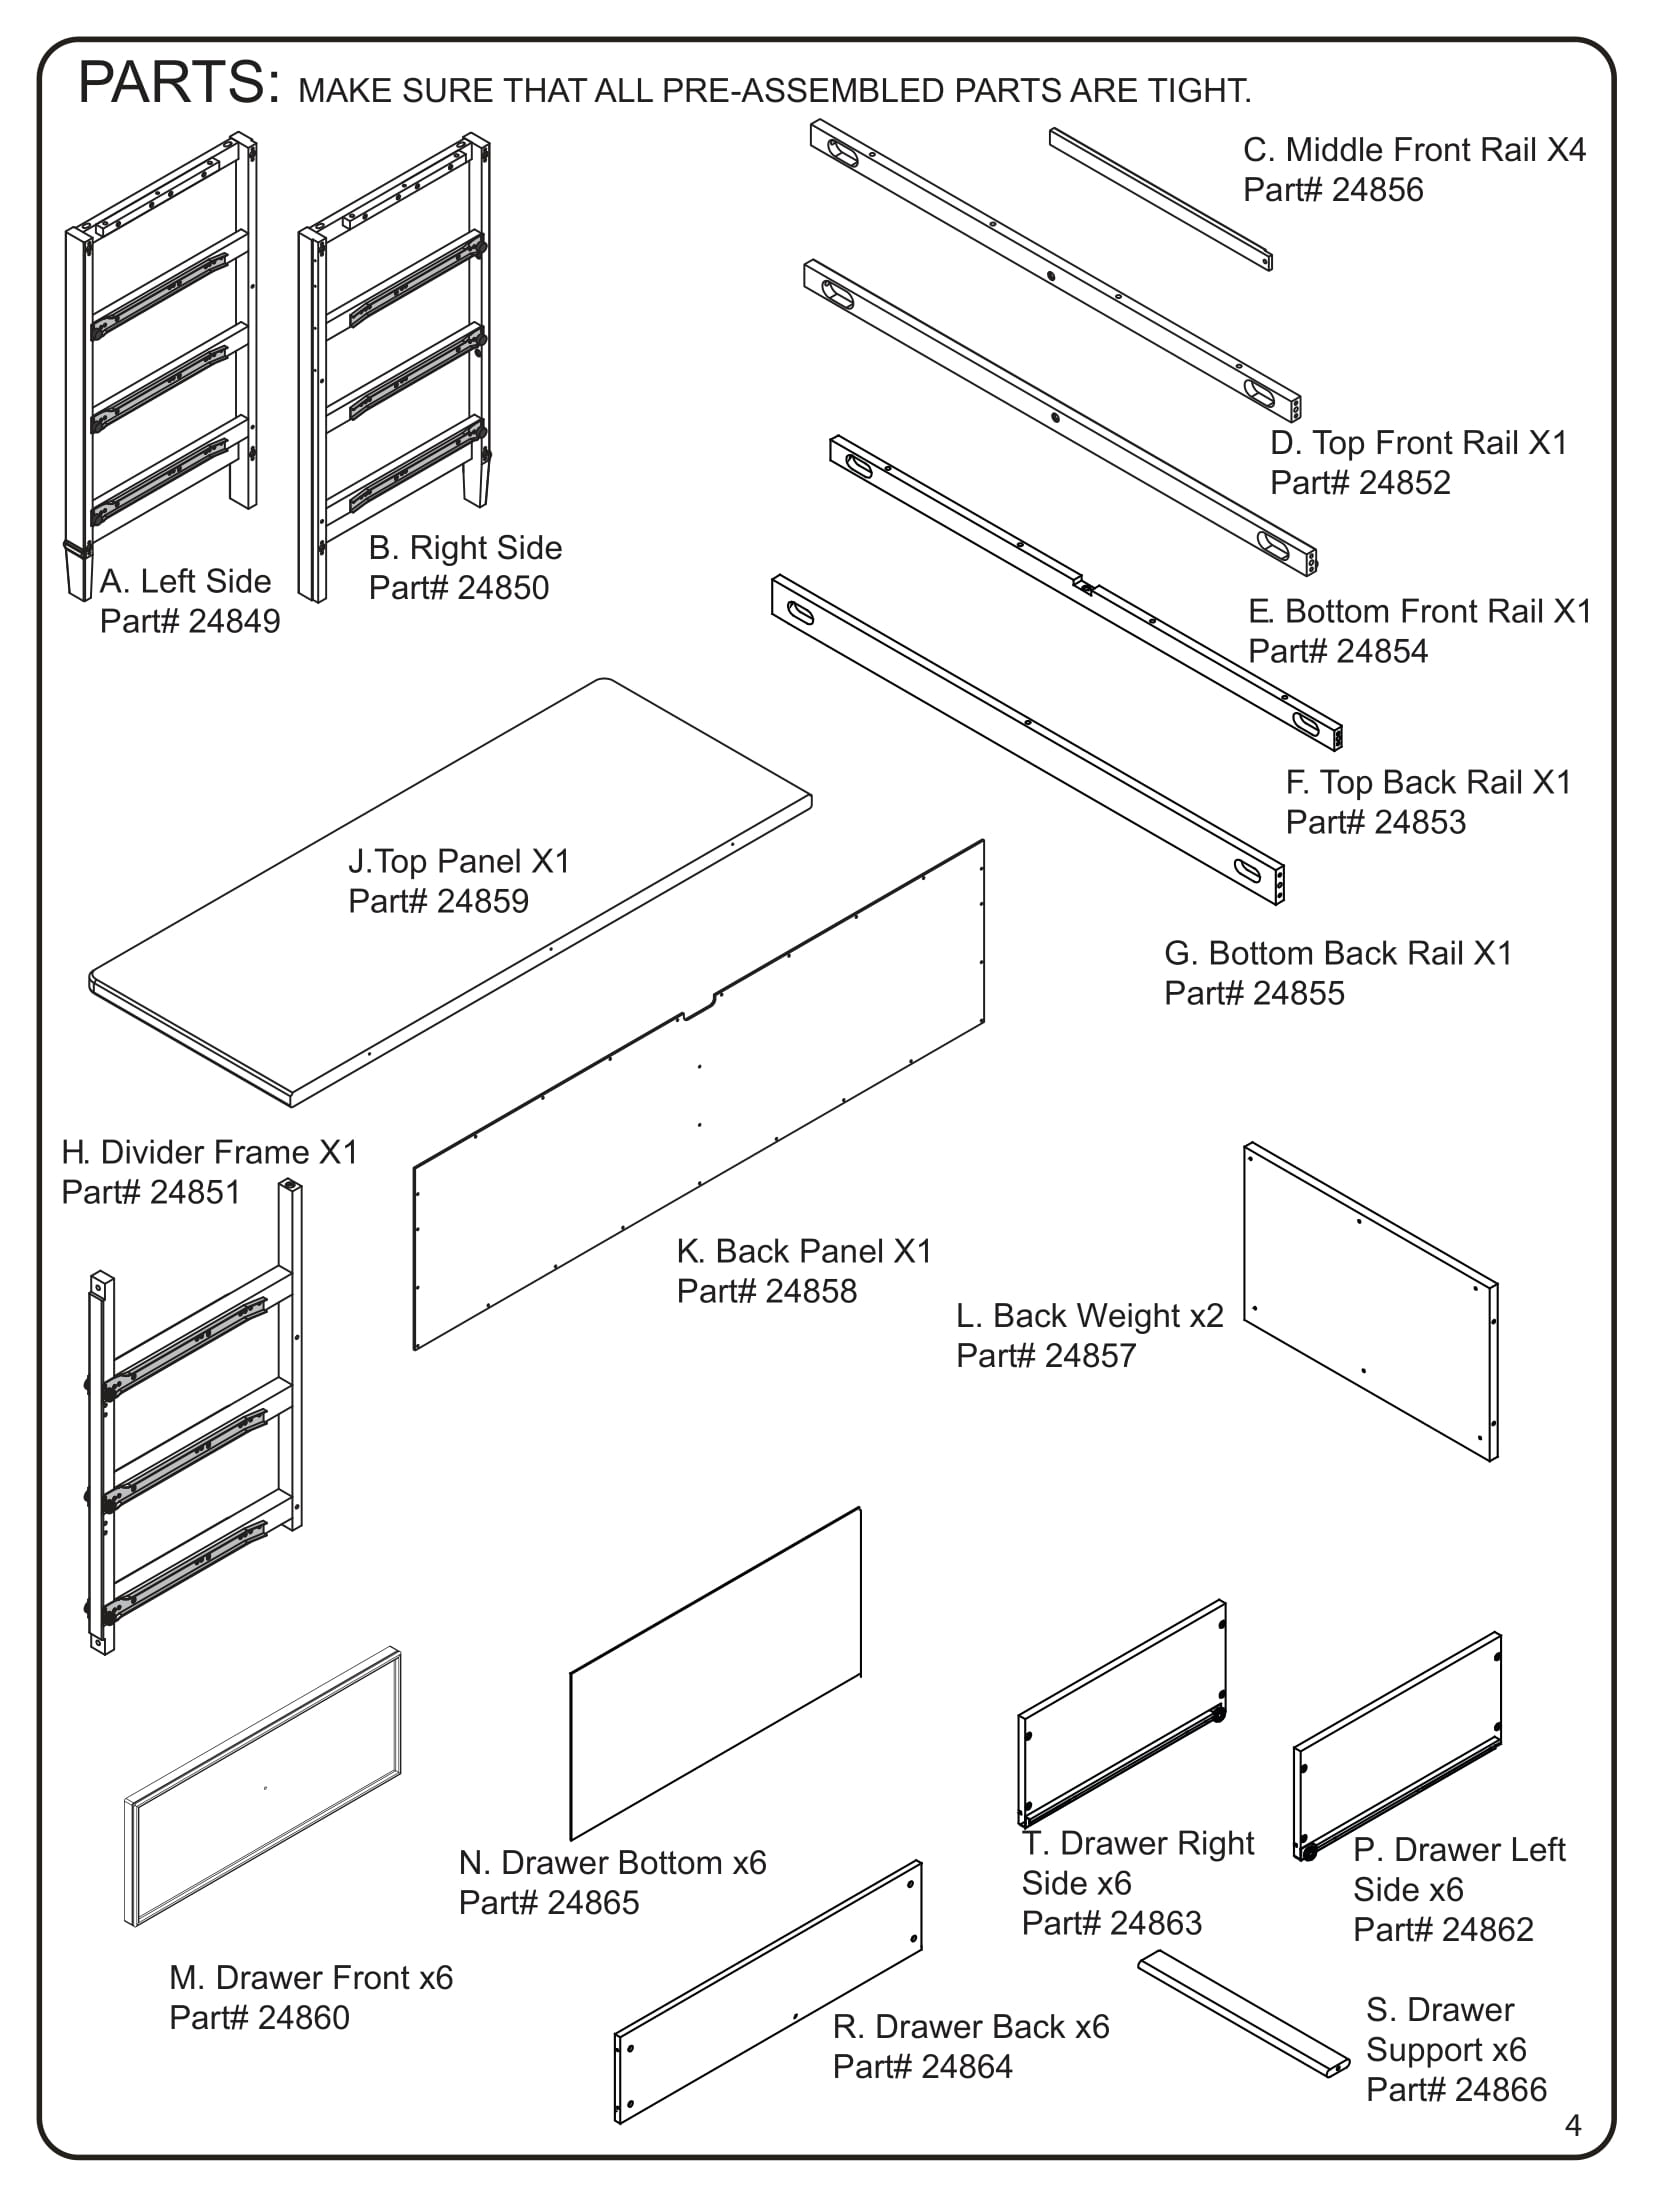 PARTS: MAKE SURE THAT ALL PRE-ASSEMBLED PARTS ARE TIGHT.
C. Middle Front Rail X4
Part# 24856
D. Top Front Rail X1
Part# 24852
B. Right Side
Part# 24850
A. Left Side
Part# 24849
E. Bottom Front Rail X1
Part# 24854
F. Top Back Rail X1
Part# 24853
J.Top Panel X1
Part# 24859
G. Bottom Back Rail X1
Part# 24855
H. Divider Frame X1
Part# 24851
K. Back Panel X1
Part# 24858
L. Back Weight x2
Part# 24857
N. Drawer Bottom x6
Part# 24865
T. Drawer Right
Side x6
Part# 24863
P. Drawer Left
Side x6
Part# 24862
M. Drawer Front x6
Part# 24860
R. Drawer Back x6
Part# 24864
S. Drawer
Support x6
Part# 24866
4